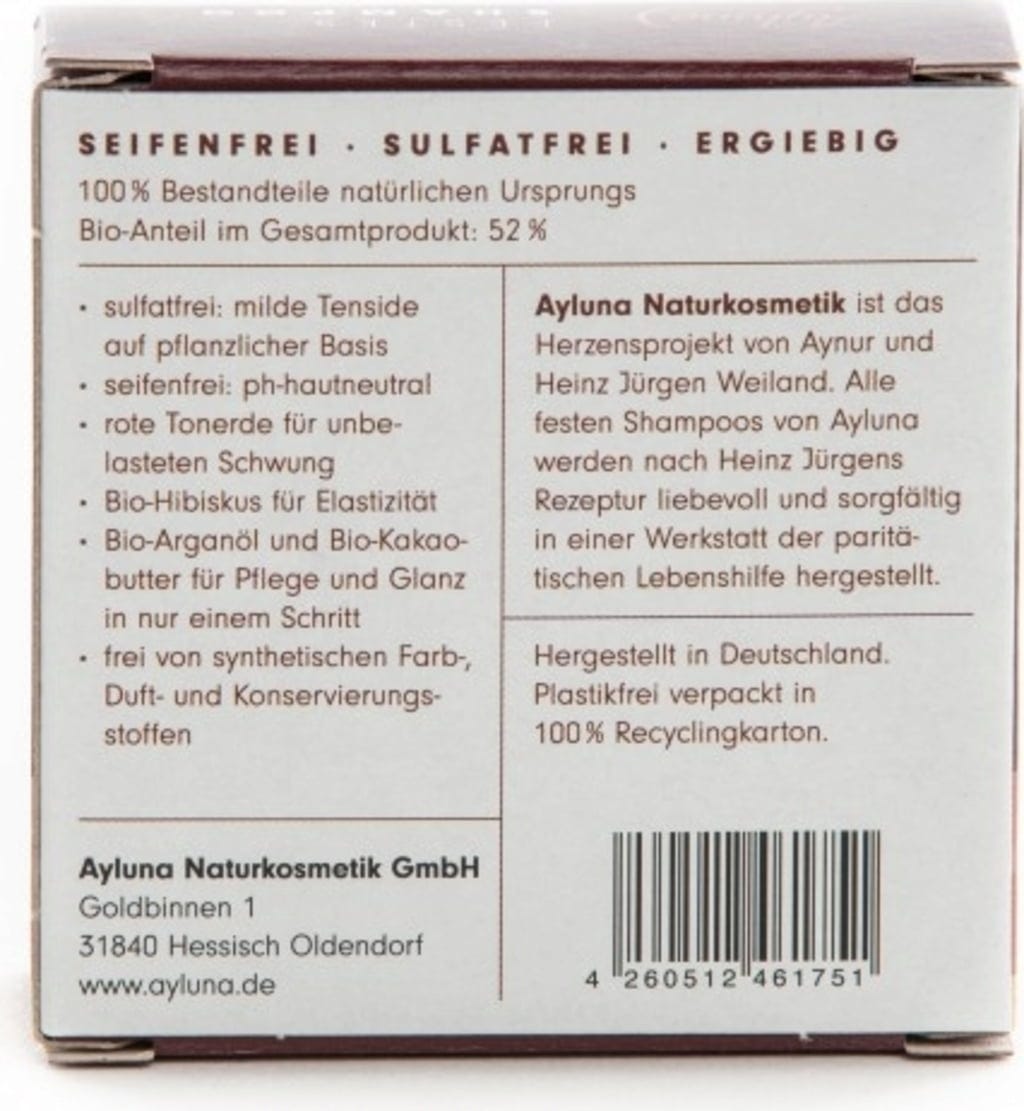 SEIFENFREI · SULFATFREI · ERGIEBIG
100% Bestandteile natürlichen Ursprungs
Bio-Anteil im Gesamtprodukt: 52%
· sulfatfrei: milde Tenside
auf pflanzlicher Basis
· seifenfrei: ph-hautneutral
· rote Tonerde für unbe-
lasteten Schwung
· Bio-Hibiskus für Elastizität
· Bio-Arganöl und Bio-Kakao-
butter für Pflege und Glanz
in nur einem Schritt
· frei von synthetischen Farb-,
Duft- und Konservierungs-
stoffen
Ayluna Naturkosmetik GmbH
Goldbinnen 1
31840 Hessisch Oldendorf
www.ayluna.de
Ayluna Naturkosmetik ist das
Herzensprojekt von Aynur und
Heinz Jürgen Weiland. Alle
festen Shampoos von Ayluna
werden nach Heinz Jürgens
Rezeptur liebevoll und sorgfältig
in einer Werkstatt der paritä-
tischen Lebenshilfe hergestellt.
Hergestellt in Deutschland.
Plastikfrei verpackt in
100% Recyclingkarton.
4 260512 461751